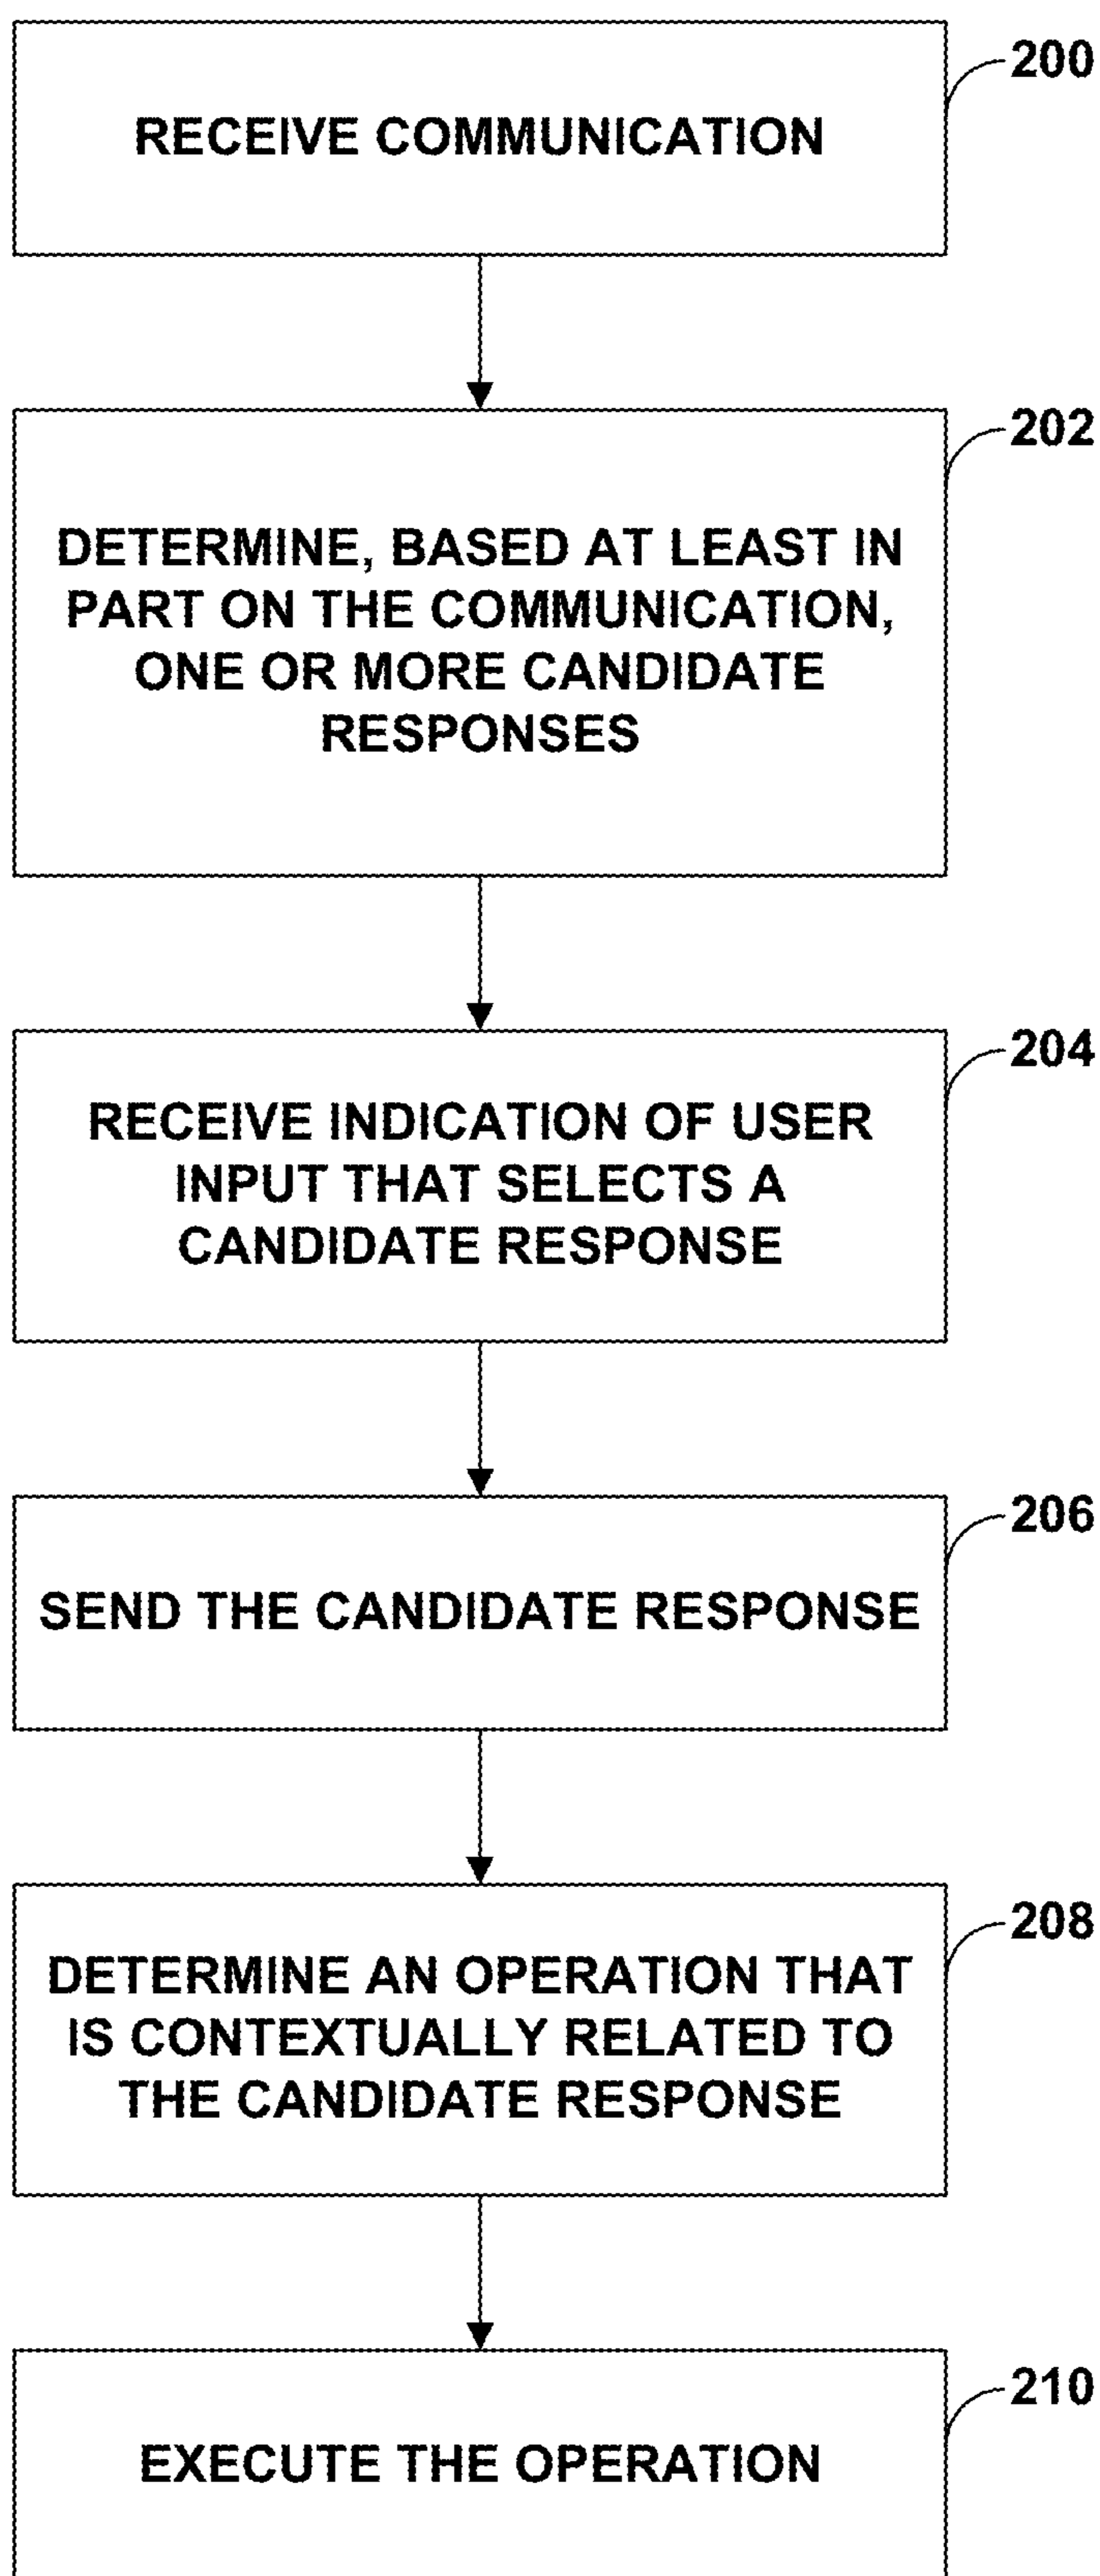 200
RECEIVE COMMUNICATION
202
DETERMINE, BASED AT LEAST IN
PART ON THE COMMUNICATION,
ONE OR MORE CANDIDATE
RESPONSES
204
RECEIVE INDICATION OF USER
INPUT THAT SELECTS A
CANDIDATE RESPONSE
206
SEND THE CANDIDATE RESPONSE
208
DETERMINE AN OPERATION THAT
IS CONTEXTUALLY RELATED TO
THE CANDIDATE RESPONSE
210
EXECUTE THE OPERATION